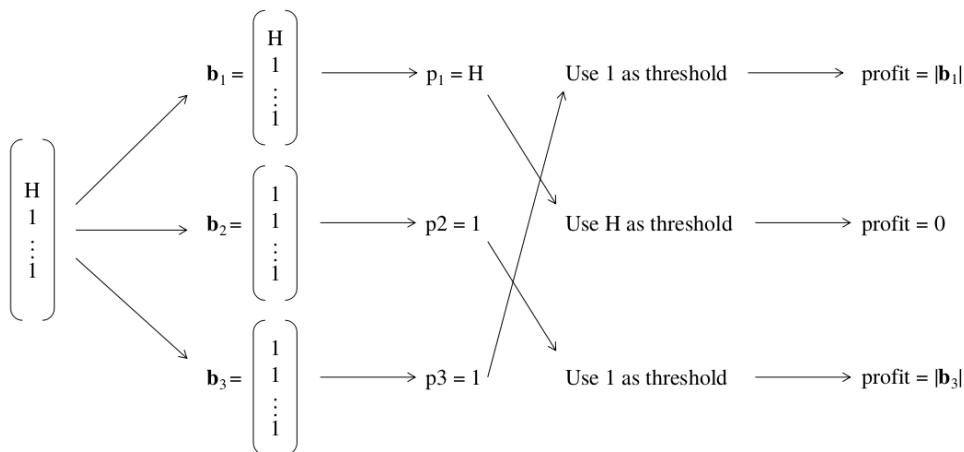 H
1
⋮
1
b₁ =
H
1
⋮
1
p₁ = H
Use 1 as threshold
profit = |b₁|
b₂ =
1
1
⋮
1
p2 = 1
Use H as threshold
profit = 0
b₃ =
1
1
⋮
1
p3 = 1
Use 1 as threshold
profit = |b₃|